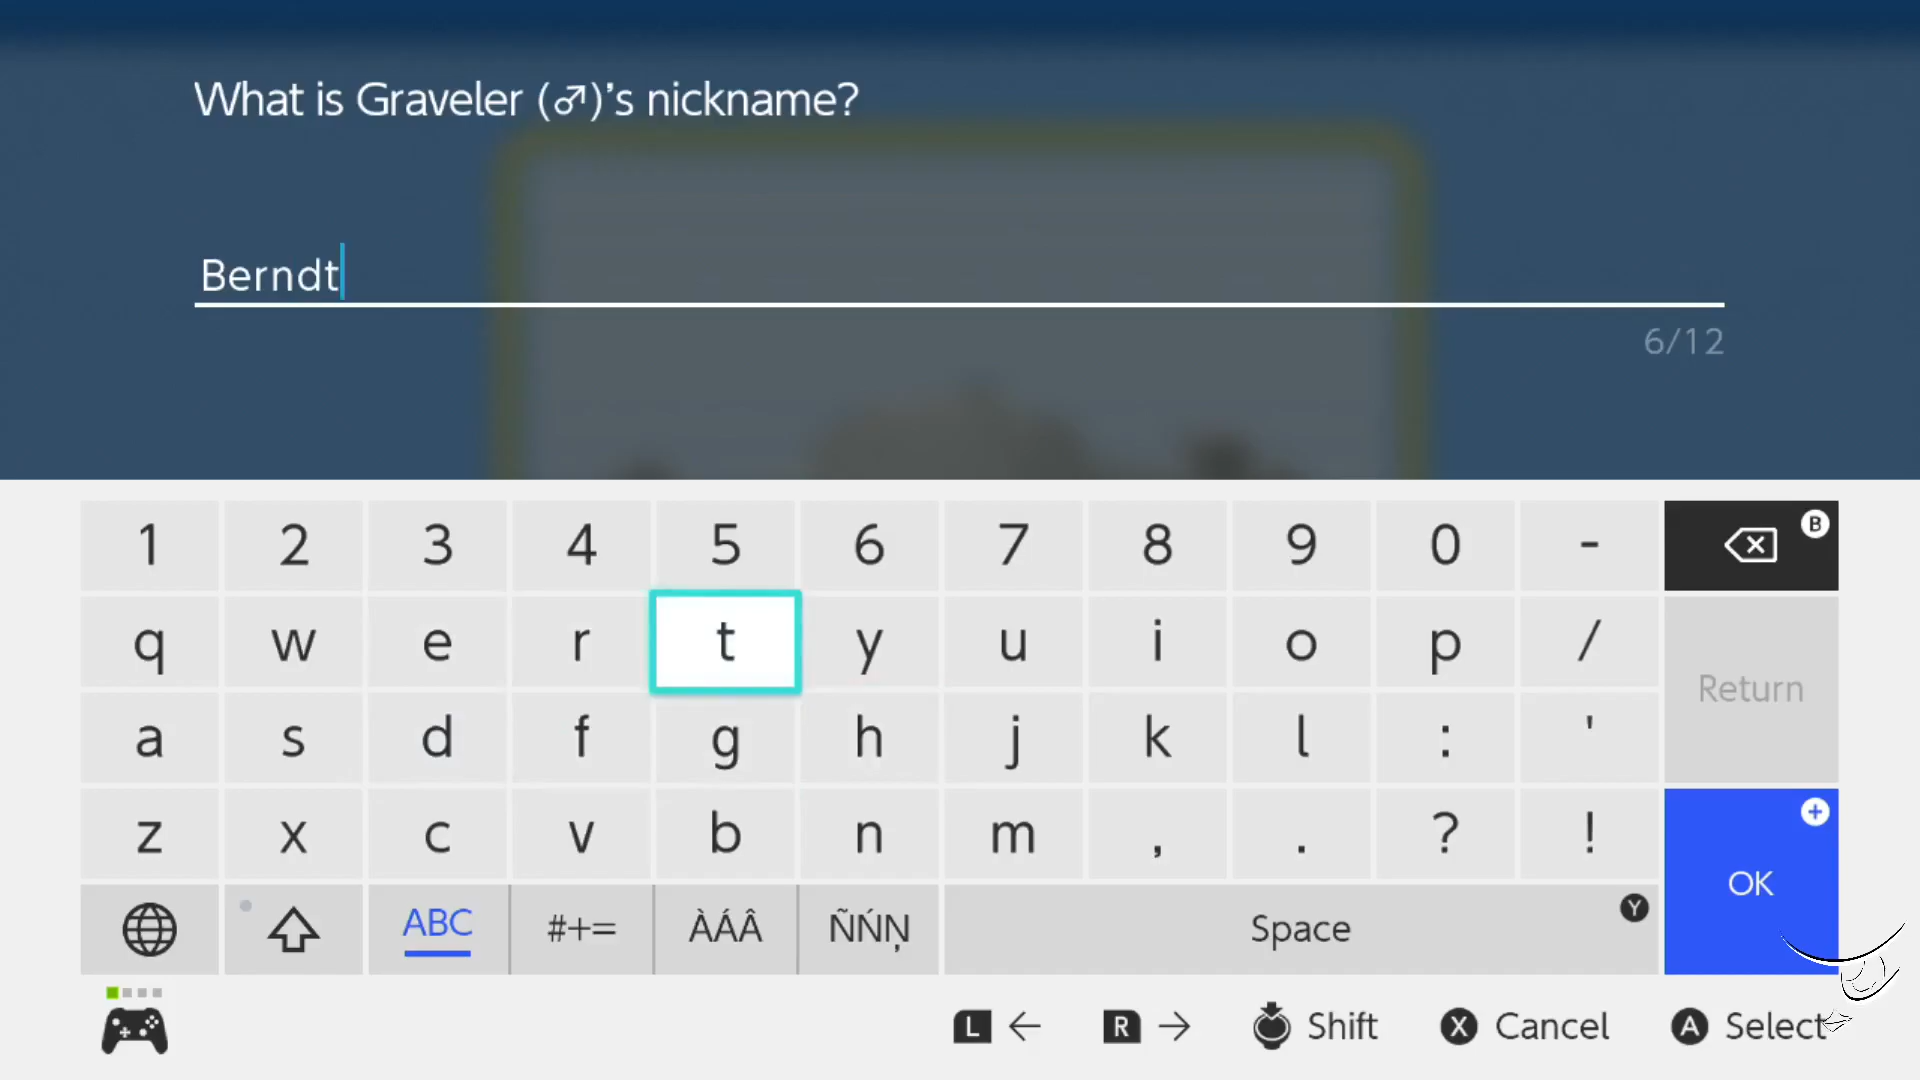 What is Graveler (♂)'s nickname?
Berndt
6/12
1 2 3 4 5 6 7 8 9 0 - B
q w e r t y u i o p / Return
a s d f g h j k l : '
z x c v b n m , . ? ! + OK
ABC #+= ÀÁÂ ÑŃŅ Space Y
L ← R → Shift X Cancel A Select